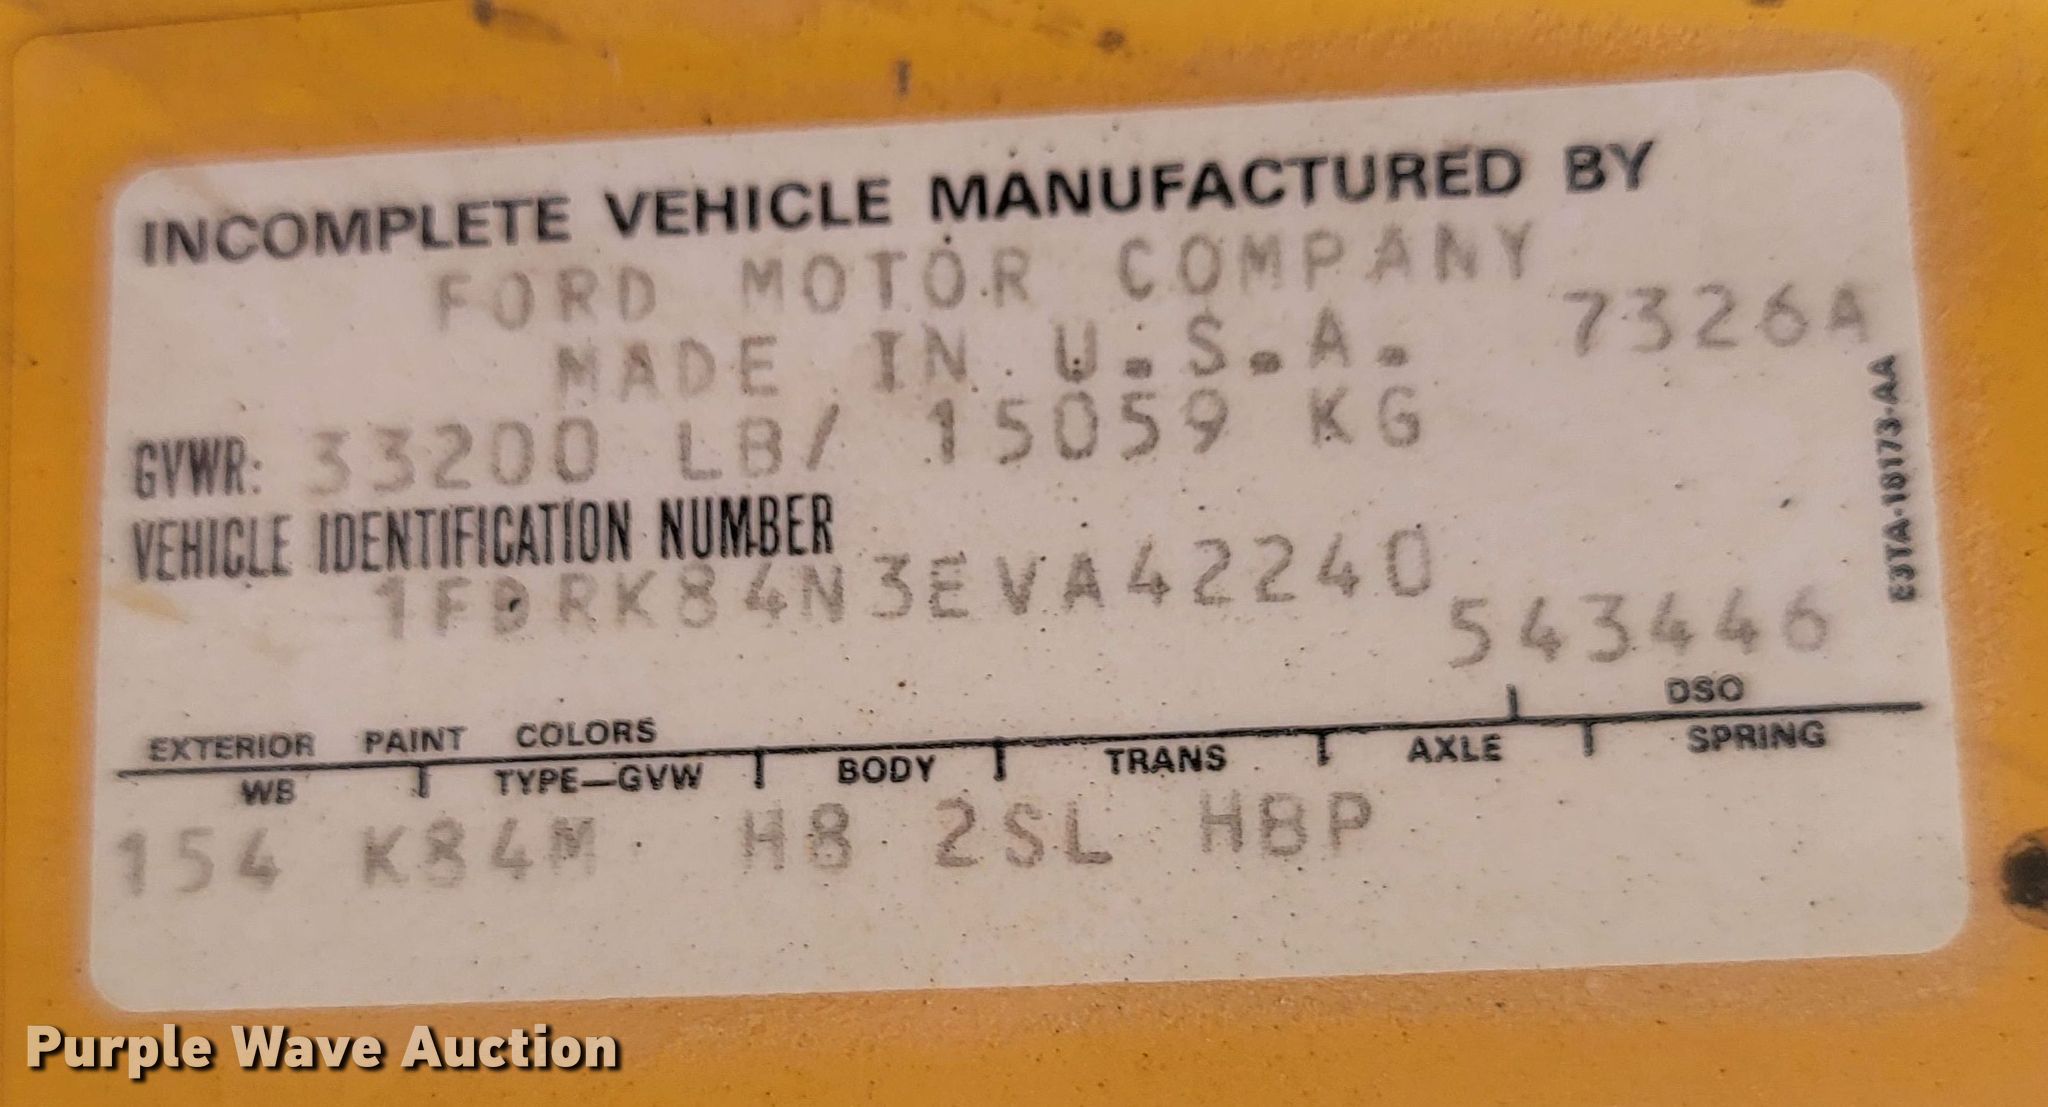 INCOMPLETE VEHICLE MANUFACTURED BY
FORD MOTOR COMPANY
7326A
MADE IN U.S.A.
GVWR: 33200 LB/ 15059 KG
VEHICLE IDENTIFICATION NUMBER
1FDRK84N3EVA42240
543446
E3TA-18173-AA
EXTERIOR PAINT COLORS DSO
WB TYPE—GVW BODY TRANS AXLE SPRING
154 K84M H8 2SL HBP
Purple Wave Auction